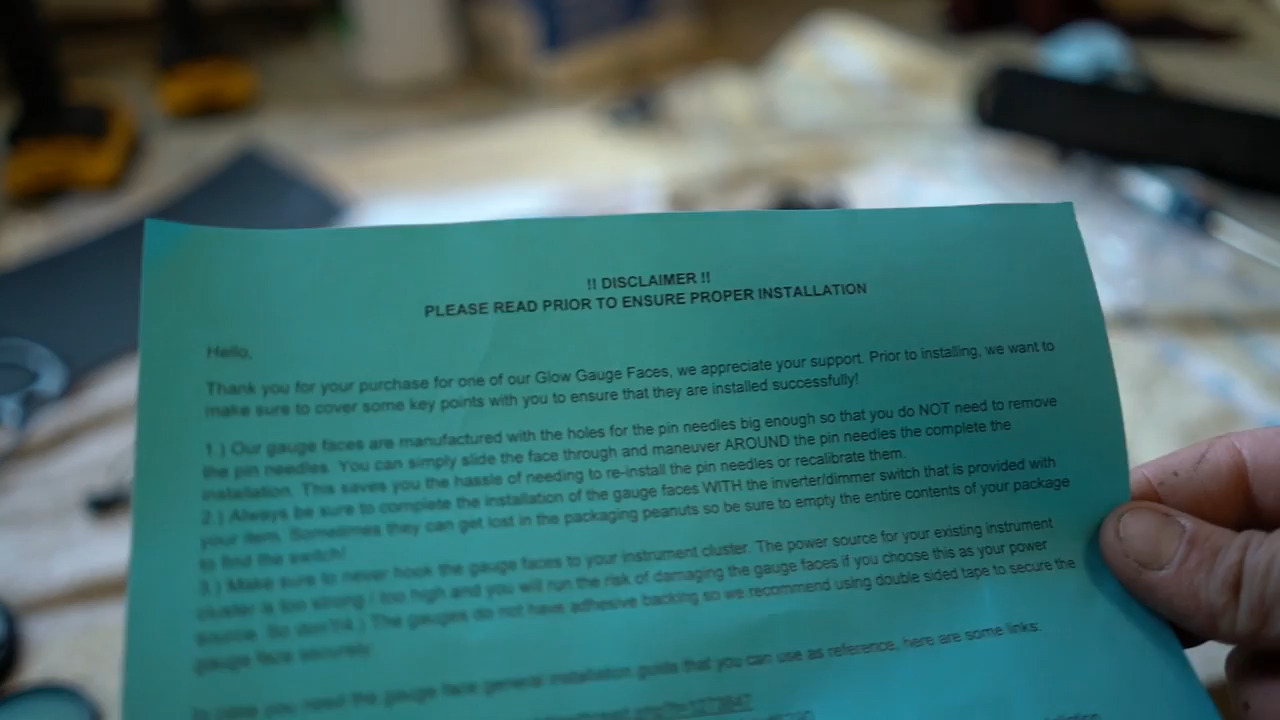 !! DISCLAIMER !!
PLEASE READ PRIOR TO ENSURE PROPER INSTALLATION
Hello,
Thank you for your purchase for one of our Glow Gauge Faces, we appreciate your support. Prior to installing, we want to
make sure to cover some key points with you to ensure that they are installed successfully!
1.) Our gauge faces are manufactured with the holes for the pin needles big enough so that you do NOT need to remove
the pin needles. You can simply slide the face through and maneuver AROUND the pin needles the complete the
installation. This saves you the hassle of needing to re-install the pin needles or recalibrate them.
2.) Always be sure to complete the installation of the gauge faces WITH the inverter/dimmer switch that is provided with
your item. Sometimes they can get lost in the packaging peanuts so be sure to empty the entire contents of your package
to find the switch!
3.) Make sure to never hook the gauge faces to your instrument cluster. The power source for your existing instrument
cluster is too strong / too high and you will run the risk of damaging the gauge faces if you choose this as your power
source. So don't!4.) The gauges do not have adhesive backing so we recommend using double sided tape to secure the
gauge face securely.
In case you need the gauge face general installation guide that you can use as reference, here are some links: